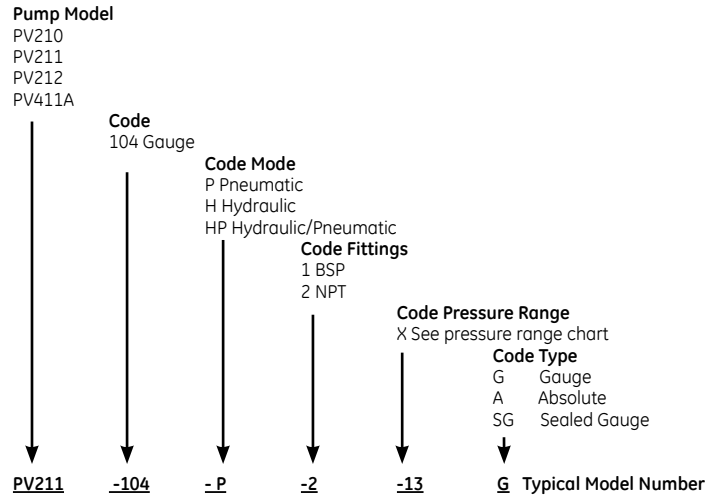 Pump Model
PV210
PV211
PV212
PV411A
Code
104 Gauge
Code Mode
P Pneumatic
H Hydraulic
HP Hydraulic/Pneumatic
Code Fittings
1 BSP
2 NPT
Code Pressure Range
X See pressure range chart
Code Type
G Gauge
A Absolute
SG Sealed Gauge
PV211 -104 - P -2 -13 G Typical Model Number